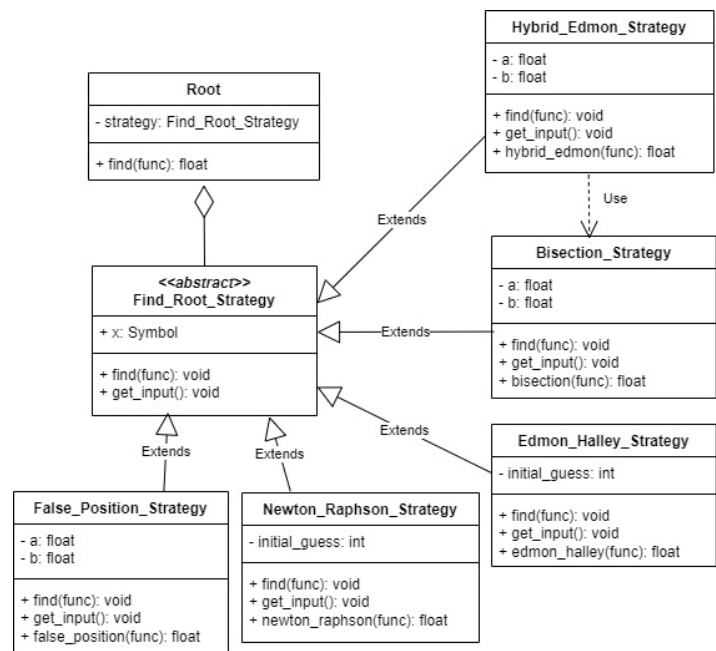 Hybrid_Edmon_Strategy
- a: float
- b: float
+ find(func): void
+ get_input(): void
+ hybrid_edmon(func): float
Root
- strategy: Find_Root_Strategy
+ find(func): float
Extends
Use
Bisection_Strategy
- a: float
- b: float
+ find(func): void
+ get_input(): void
+ bisection(func): float
<<abstract>>
Find_Root_Strategy
+ x: Symbol
+ find(func): void
+ get_input(): void
Extends
Extends
Edmon_Halley_Strategy
- initial_guess: int
+ find(func): void
+ get_input(): void
+ edmon_halley(func): float
Extends
Extends
False_Position_Strategy
- a: float
- b: float
+ find(func): void
+ get_input(): void
+ false_position(func): float
Newton_Raphson_Strategy
- initial_guess: int
+ find(func): void
+ get_input(): void
+ newton_raphson(func): float